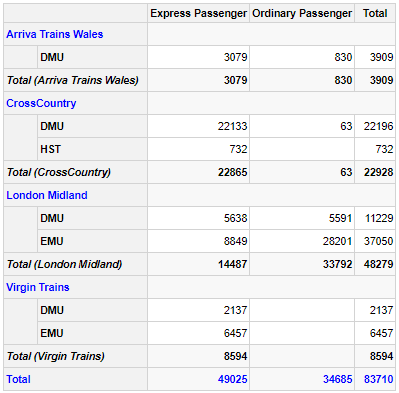 Express Passenger Ordinary Passenger Total
Arriva Trains Wales
DMU 3079 830 3909
Total (Arriva Trains Wales) 3079 830 3909
CrossCountry
DMU 22133 63 22196
HST 732 732
Total (CrossCountry) 22865 63 22928
London Midland
DMU 5638 5591 11229
EMU 8849 28201 37050
Total (London Midland) 14487 33792 48279
Virgin Trains
DMU 2137 2137
EMU 6457 6457
Total (Virgin Trains) 8594 8594
Total 49025 34685 83710